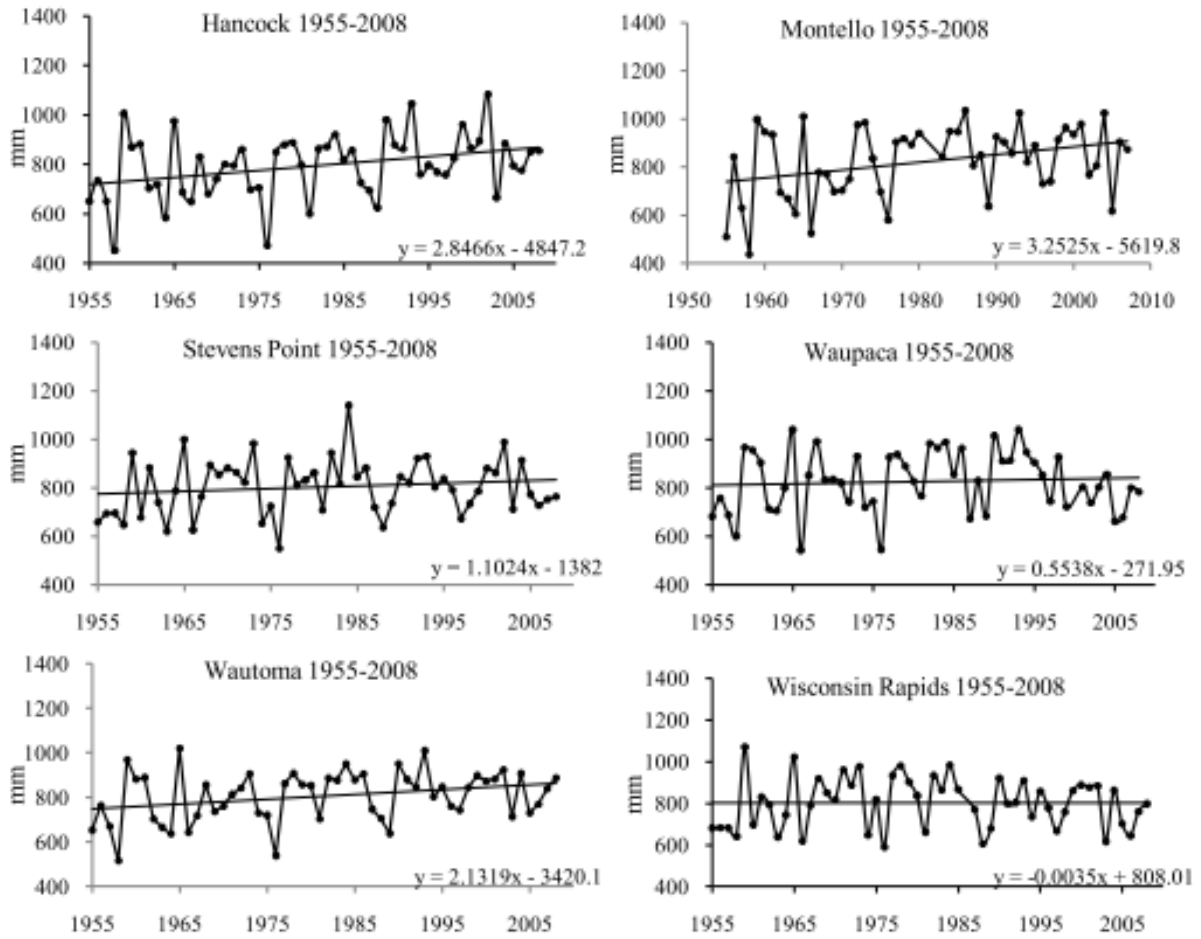 Hancock 1955-2008
1400
1200
1000
800
600
400
mm
y = 2.8466x - 4847.2
1955 1965 1975 1985 1995 2005
Montello 1955-2008
1400
1200
1000
800
600
400
mm
y = 3.2525x - 5619.8
1950 1960 1970 1980 1990 2000 2010
Stevens Point 1955-2008
1400
1200
1000
800
600
400
mm
y = 1.1024x - 1382
1955 1965 1975 1985 1995 2005
Waupaca 1955-2008
1400
1200
1000
800
600
400
mm
y = 0.5538x - 271.95
1955 1965 1975 1985 1995 2005
Wautoma 1955-2008
1400
1200
1000
800
600
400
mm
y = 2.1319x - 3420.1
1955 1965 1975 1985 1995 2005
Wisconsin Rapids 1955-2008
1400
1200
1000
800
600
400
mm
y = -0.0035x + 808.01
1955 1965 1975 1985 1995 2005